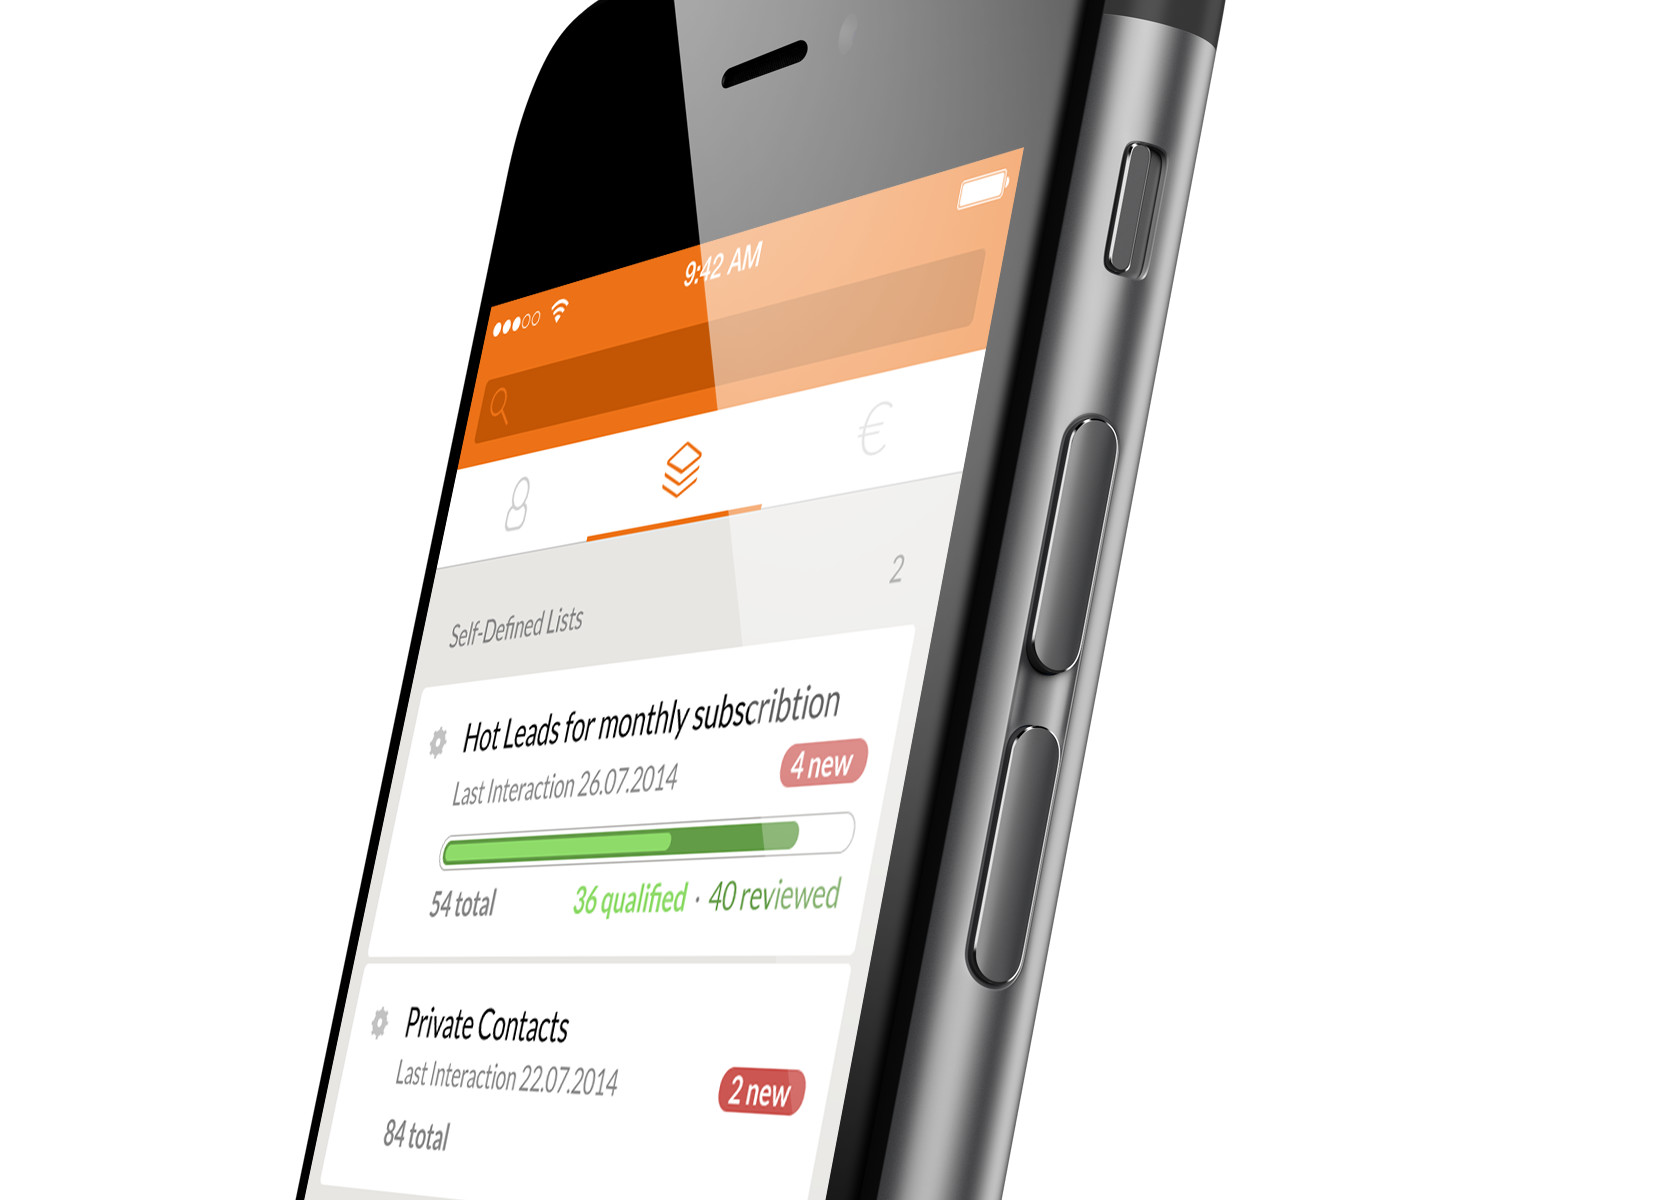 9:42 AM
€
2
Self-Defined Lists
Hot Leads for monthly subscribtion
4 new
Last Interaction 26.07.2014
54 total 36 qualified · 40 reviewed
Private Contacts
Last Interaction 22.07.2014
2 new
84 total